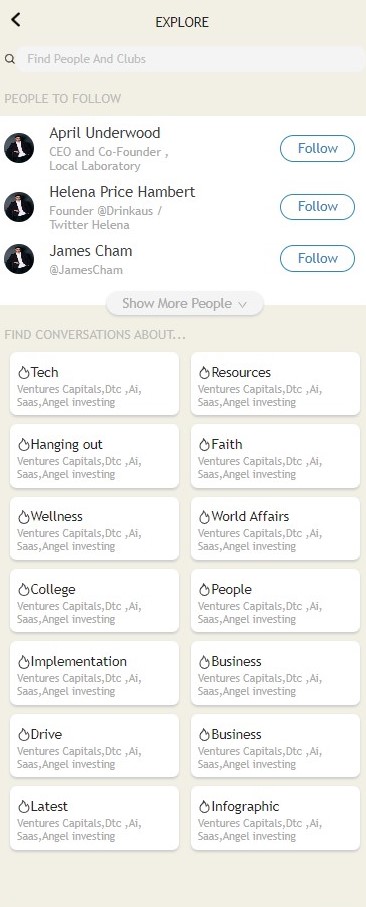 EXPLORE
Find People And Clubs
PEOPLE TO FOLLOW
April Underwood
CEO and Co-Founder ,
Local Laboratory
Follow
Helena Price Hambert
Founder @Drinkaus /
Twitter Helena
Follow
James Cham
@JamesCham
Follow
Show More People
FIND CONVERSATIONS ABOUT...
Tech
Ventures Capitals,Dtc ,Ai,
Saas,Angel investing
Resources
Ventures Capitals,Dtc ,Ai,
Saas,Angel investing
Hanging out
Ventures Capitals,Dtc ,Ai,
Saas,Angel investing
Faith
Ventures Capitals,Dtc ,Ai,
Saas,Angel investing
Wellness
Ventures Capitals,Dtc ,Ai,
Saas,Angel investing
World Affairs
Ventures Capitals,Dtc ,Ai,
Saas,Angel investing
College
Ventures Capitals,Dtc ,Ai,
Saas,Angel investing
People
Ventures Capitals,Dtc ,Ai,
Saas,Angel investing
Implementation
Ventures Capitals,Dtc ,Ai,
Saas,Angel investing
Business
Ventures Capitals,Dtc ,Ai,
Saas,Angel investing
Drive
Ventures Capitals,Dtc ,Ai,
Saas,Angel investing
Business
Ventures Capitals,Dtc ,Ai,
Saas,Angel investing
Latest
Ventures Capitals,Dtc ,Ai,
Saas,Angel investing
Infographic
Ventures Capitals,Dtc ,Ai,
Saas,Angel investing